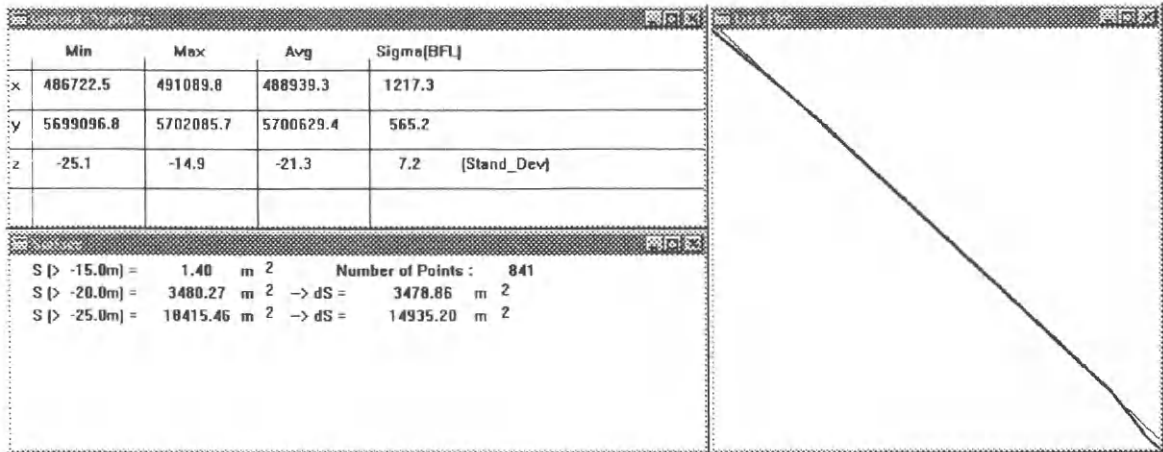 Min Max Avg Sigma(BFL)
x 486722.5 491089.8 488939.3 1217.3
y 5699096.8 5702085.7 5700629.4 565.2
z -25.1 -14.9 -21.3 7.2 (Stand_Dev)
S (> -15.0m) = 1.40 m 2 Number of Points : 841
S (> -20.0m) = 3480.27 m 2 -> dS = 3478.86 m 2
S (> -25.0m) = 18415.46 m 2 -> dS = 14935.20 m 2